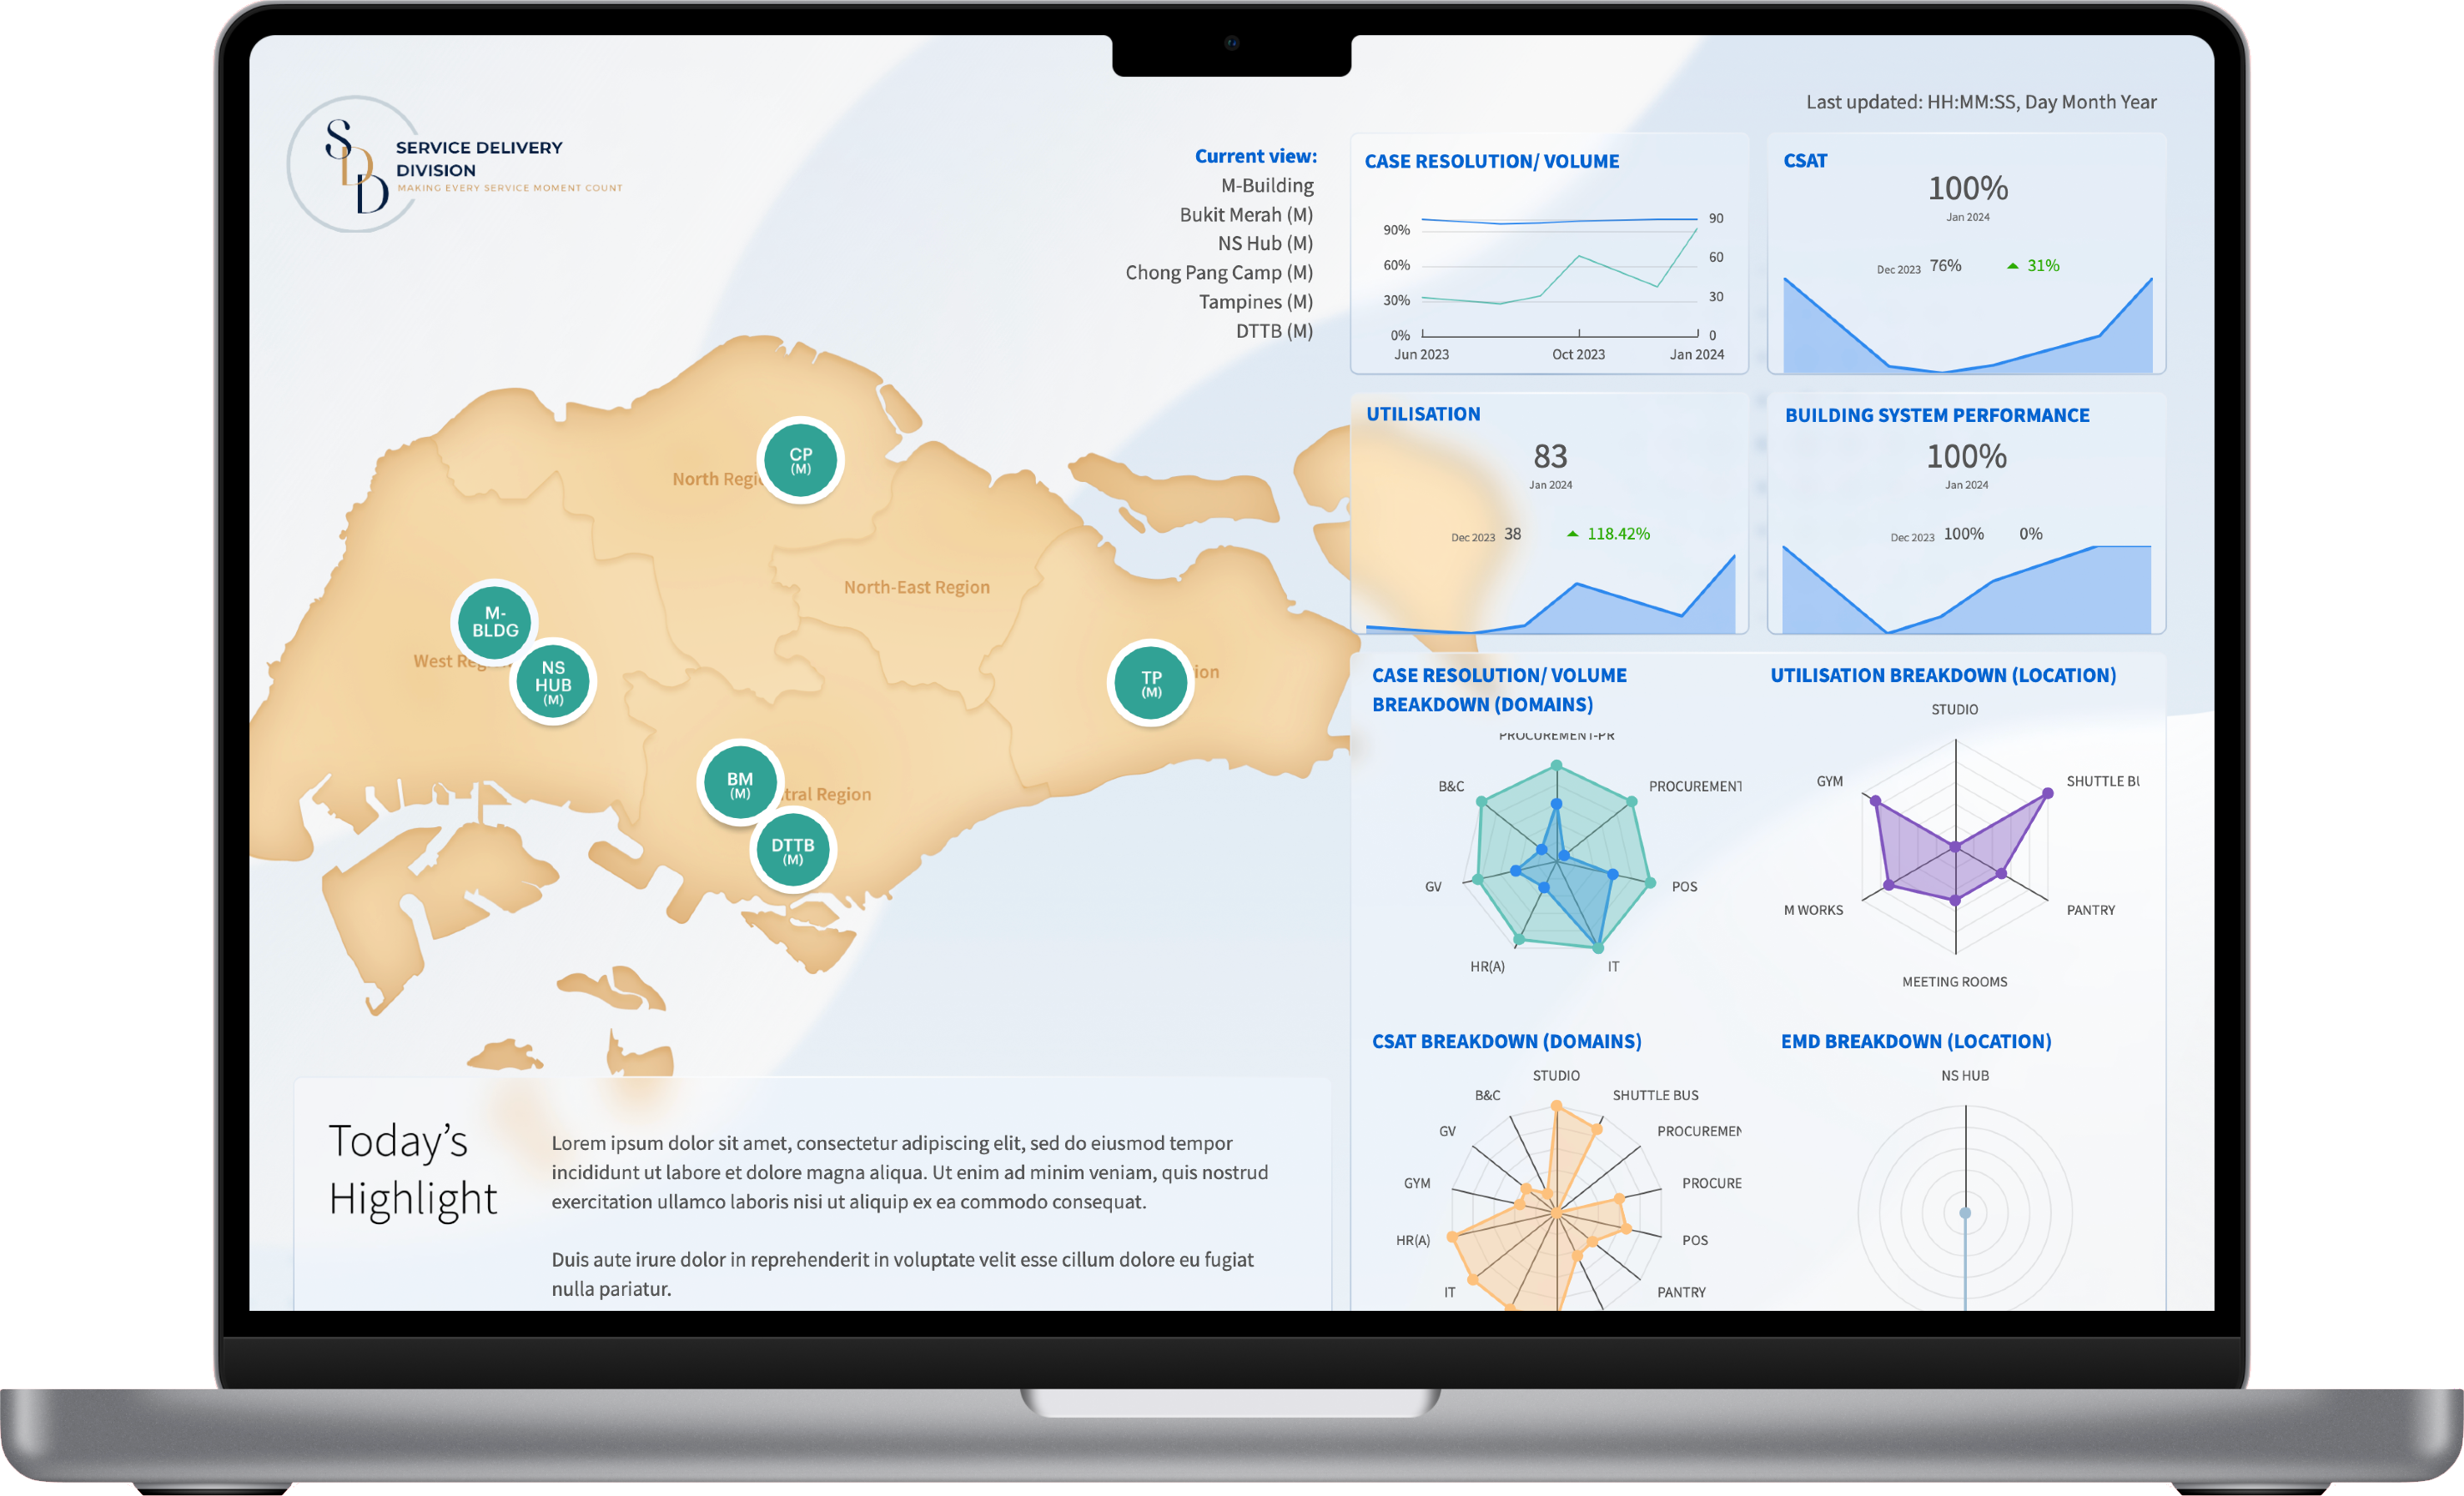 SDD
SERVICE DELIVERY
DIVISION
MAKING EVERY SERVICE MOMENT COUNT
Last updated: HH:MM:SS, Day Month Year
Current view:
M-Building
Bukit Merah (M)
NS Hub (M)
Chong Pang Camp (M)
Tampines (M)
DTTB (M)
North Regi
CP
(M)
North-East Region
M-
BLDG
West Reg
NS
HUB
(M)
TP
(M)
ion
BM
(M)
tral Region
DTTB
(M)
CASE RESOLUTION/ VOLUME
90%
60%
30%
0%
90
60
30
0
Jun 2023
Oct 2023
Jan 2024
CSAT
100%
Jan 2024
Dec 2023 76% 31%
UTILISATION
83
Jan 2024
Dec 2023 38 118.42%
BUILDING SYSTEM PERFORMANCE
100%
Jan 2024
Dec 2023 100% 0%
CASE RESOLUTION/ VOLUME
BREAKDOWN (DOMAINS)
PROCUREMENT-PR
B&C
PROCUREMENT
GV
POS
HR(A)
IT
UTILISATION BREAKDOWN (LOCATION)
STUDIO
GYM
SHUTTLE BU
M WORKS
PANTRY
MEETING ROOMS
CSAT BREAKDOWN (DOMAINS)
STUDIO
B&C
SHUTTLE BUS
GV
PROCUREMEN
GYM
PROCURE
HR(A)
POS
IT
PANTRY
EMD BREAKDOWN (LOCATION)
NS HUB
Today's
Highlight
Lorem ipsum dolor sit amet, consectetur adipiscing elit, sed do eiusmod tempor
incididunt ut labore et dolore magna aliqua. Ut enim ad minim veniam, quis nostrud
exercitation ullamco laboris nisi ut aliquip ex ea commodo consequat.
Duis aute irure dolor in reprehenderit in voluptate velit esse cillum dolore eu fugiat
nulla pariatur.